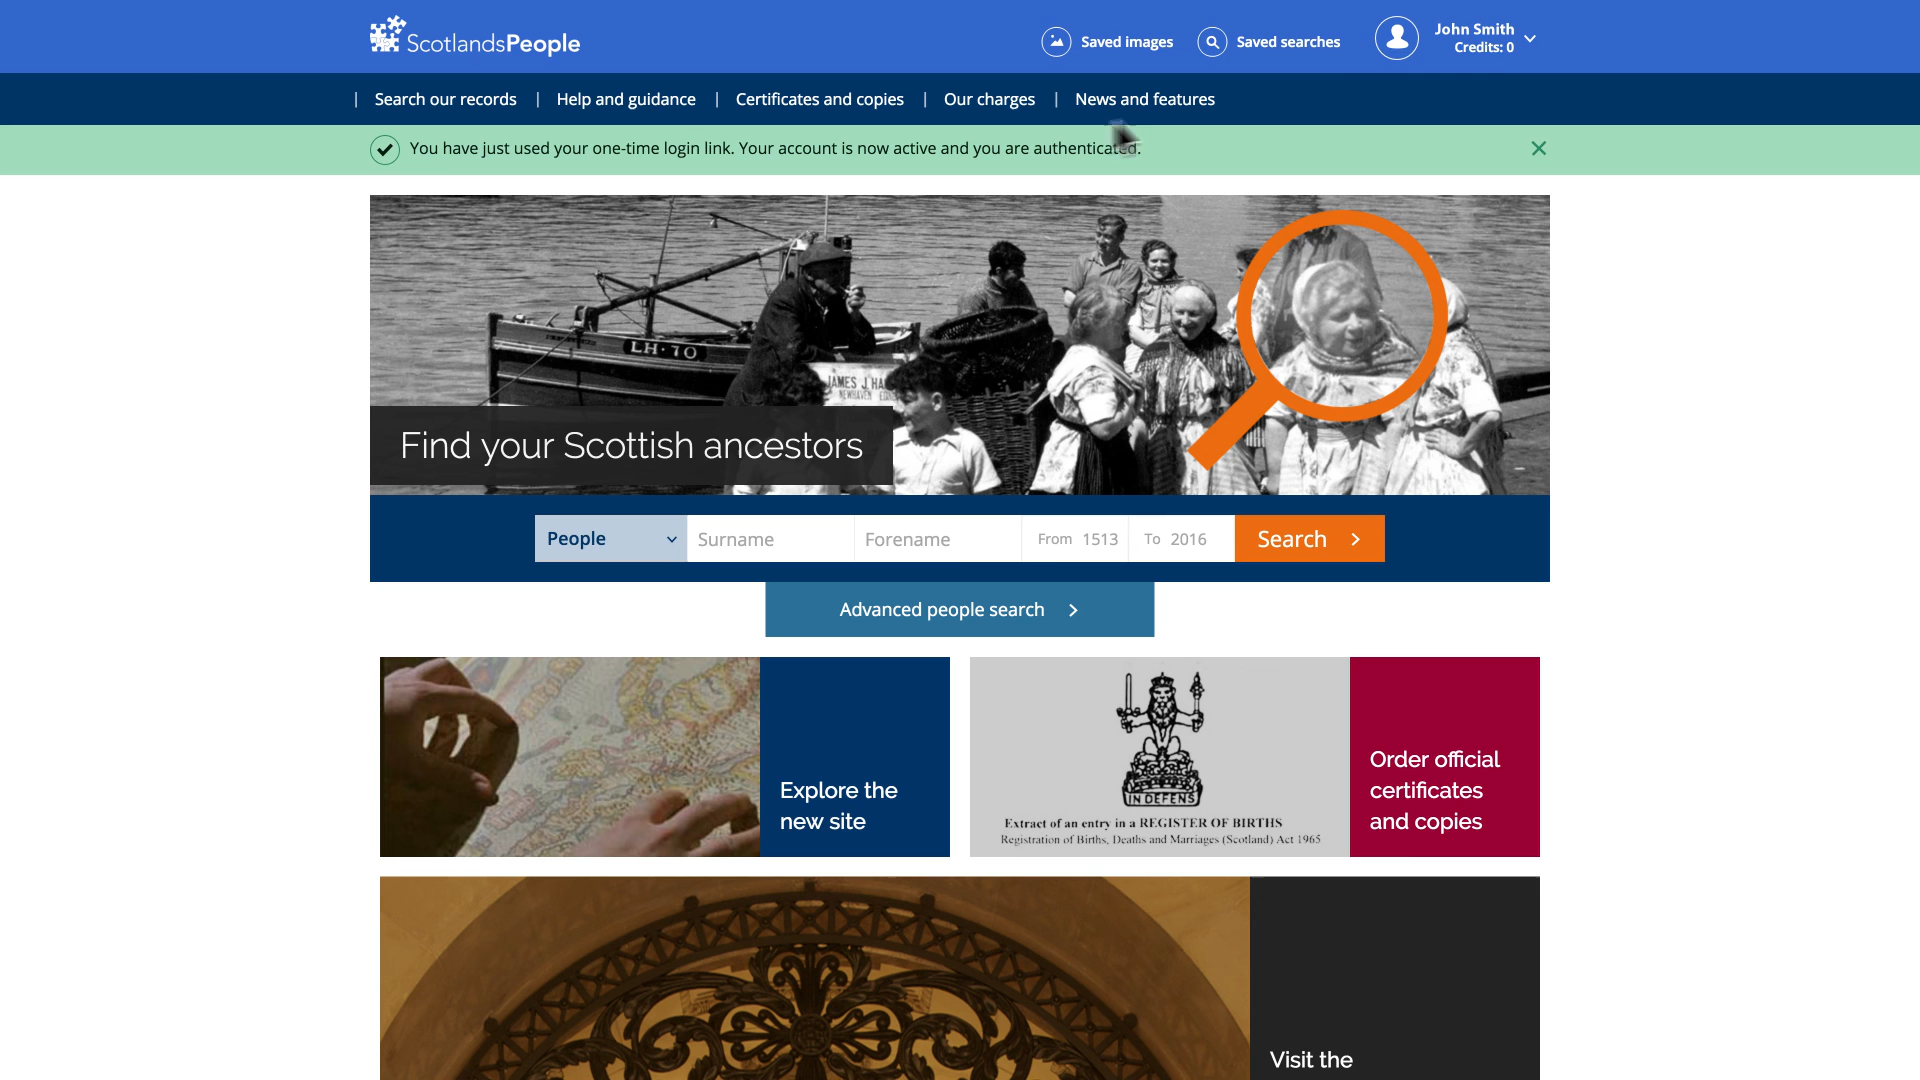 ScotlandsPeople
Saved images
Saved searches
John Smith
Credits: 0
| Search our records | Help and guidance | Certificates and copies | Our charges | News and features
You have just used your one-time login link. Your account is now active and you are authenticated.
LH·70
JAMES J HA
NEWHAVEN
Find your Scottish ancestors
People
Surname
Forename
From 1513
To 2016
Search
Advanced people search
Explore the
new site
IN DEFENS
Extract of an entry in a REGISTER OF BIRTHS
Registration of Births, Deaths and Marriages (Scotland) Act 1965
Order official
certificates
and copies
Visit the